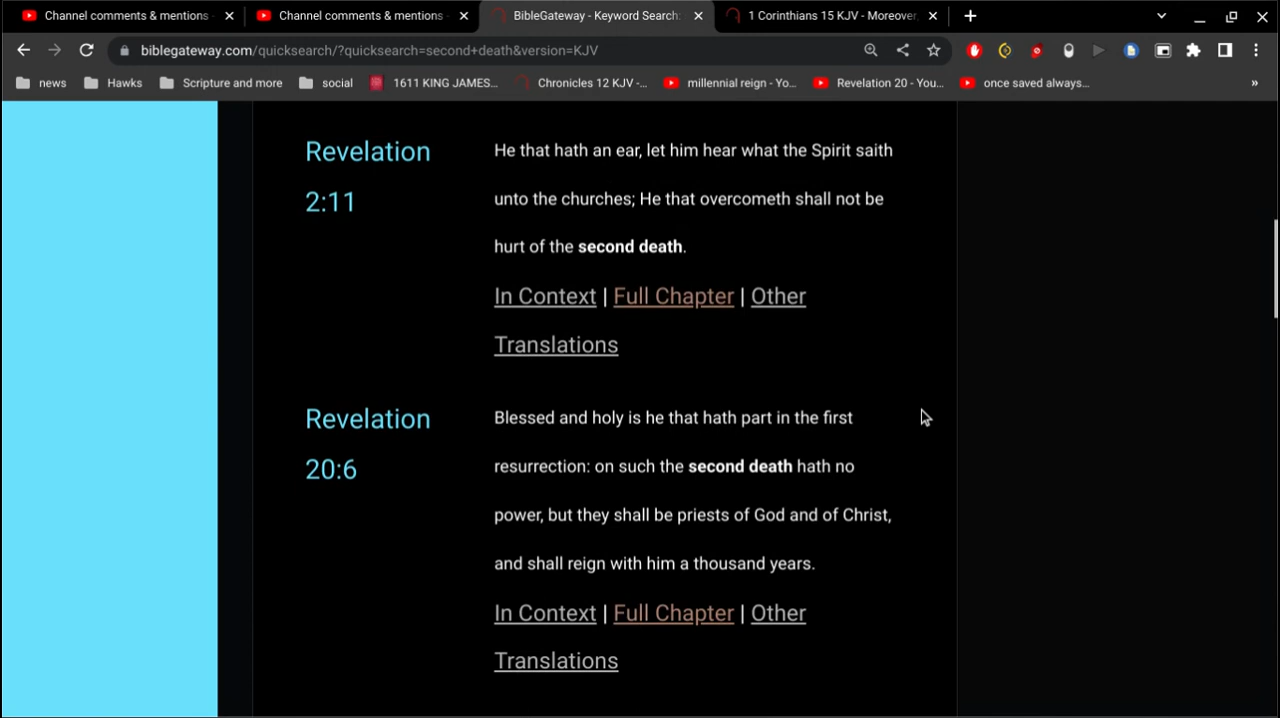 Channel comments & mentions
Channel comments & mentions
BibleGateway - Keyword Search:
1 Corinthians 15 KJV - Moreover,
biblegateway.com/quicksearch/?quicksearch=second+death&version=KJV
news
Hawks
Scripture and more
social
1611 KING JAMES...
Chronicles 12 KJV -...
millennial reign - Yo...
Revelation 20 - You...
once saved always...
»
Revelation
2:11
He that hath an ear, let him hear what the Spirit saith
unto the churches; He that overcometh shall not be
hurt of the second death.
In Context | Full Chapter | Other
Translations
Revelation
20:6
Blessed and holy is he that hath part in the first
resurrection: on such the second death hath no
power, but they shall be priests of God and of Christ,
and shall reign with him a thousand years.
In Context | Full Chapter | Other
Translations